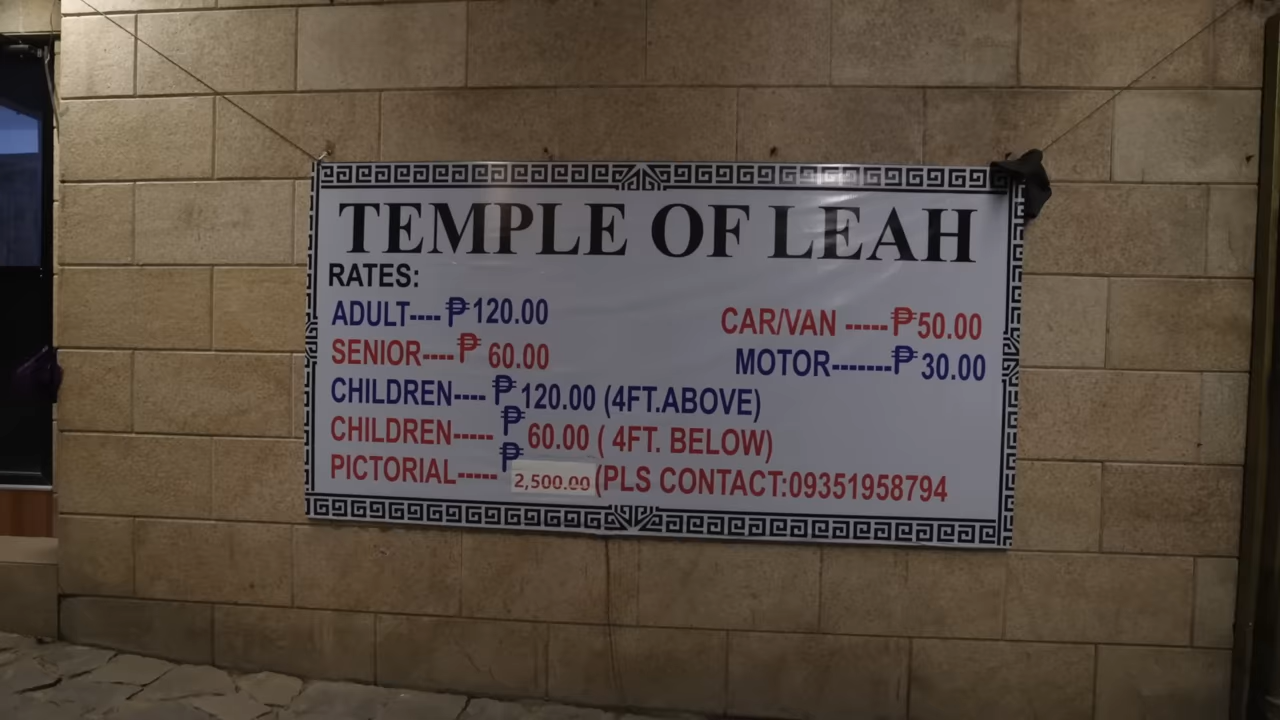 TEMPLE OF LEAH
RATES:
ADULT----₱120.00
SENIOR----₱ 60.00
CHILDREN----₱120.00 (4FT.ABOVE)
CHILDREN-----₱60.00 ( 4FT. BELOW)
PICTORIAL-----₱2,500.00 (PLS CONTACT:09351958794
CAR/VAN -----₱50.00
MOTOR-------₱30.00